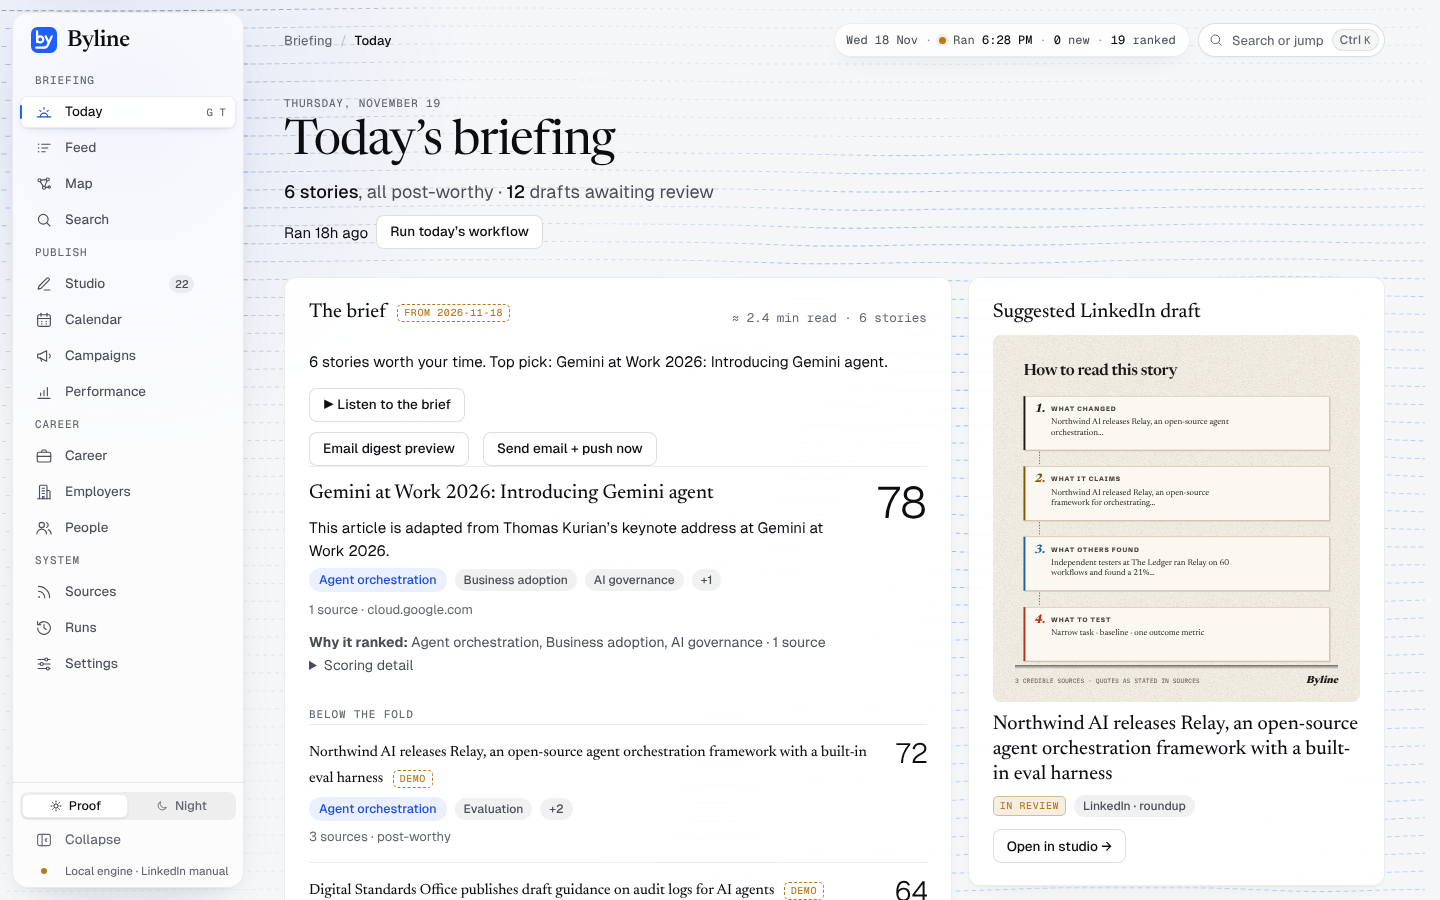 by Byline
BRIEFING
Today G T
Feed
Map
Search
PUBLISH
Studio 22
Calendar
Campaigns
Performance
CAREER
Career
Employers
People
SYSTEM
Sources
Runs
Settings
Proof Night
Collapse
Local engine · LinkedIn manual
Briefing / Today
Wed 18 Nov · Ran 6:28 PM · 0 new · 19 ranked
Search or jump Ctrl K
THURSDAY, NOVEMBER 19
Today's briefing
6 stories, all post-worthy · 12 drafts awaiting review
Ran 18h ago Run today's workflow
The brief FROM 2026-11-18 ≈ 2.4 min read · 6 stories
6 stories worth your time. Top pick: Gemini at Work 2026: Introducing Gemini agent.
▶ Listen to the brief
Email digest preview Send email + push now
Gemini at Work 2026: Introducing Gemini agent 78
This article is adapted from Thomas Kurian's keynote address at Gemini at
Work 2026.
Agent orchestration Business adoption AI governance +1
1 source · cloud.google.com
Why it ranked: Agent orchestration, Business adoption, AI governance · 1 source
▶ Scoring detail
BELOW THE FOLD
Northwind AI releases Relay, an open-source agent orchestration framework with a built-in 72
eval harness DEMO
Agent orchestration Evaluation +2
3 sources · post-worthy
Digital Standards Office publishes draft guidance on audit logs for AI agents DEMO 64
Suggested LinkedIn draft
How to read this story
1. WHAT CHANGED
Northwind AI releases Relay, an open-source agent
orchestration...
2. WHAT IT CLAIMS
Northwind AI released Relay, an open-source
framework for orchestrating...
3. WHAT OTHERS FOUND
Independent testers at The Ledger ran Relay on 60
workflows and found a 21%...
4. WHAT TO TEST
Narrow task · baseline · one outcome metric
3 CREDIBLE SOURCES · QUOTES AS STATED IN SOURCES Byline
Northwind AI releases Relay, an open-source
agent orchestration framework with a built-
in eval harness
IN REVIEW LinkedIn · roundup
Open in studio →